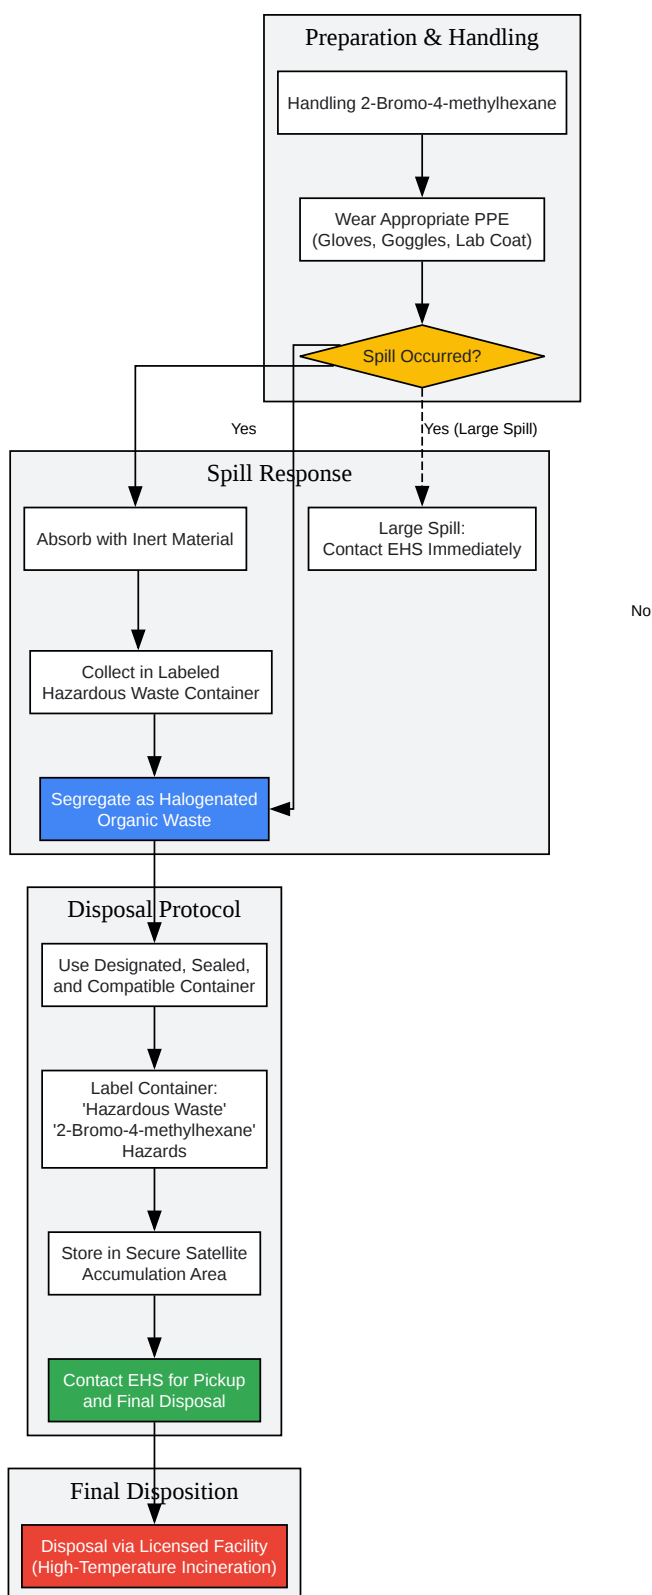 Preparation & Handling
Handling 2-Bromo-4-methylhexane
Wear Appropriate PPE
(Gloves, Goggles, Lab Coat)
Spill Occurred?
Yes
Yes (Large Spill)
Spill Response
Absorb with Inert Material
Large Spill:
Contact EHS Immediately
No
Collect in Labeled
Hazardous Waste Container
Segregate as Halogenated
Organic Waste
Disposal Protocol
Use Designated, Sealed,
and Compatible Container
Label Container:
'Hazardous Waste'
'2-Bromo-4-methylhexane'
Hazards
Store in Secure Satellite
Accumulation Area
Contact EHS for Pickup
and Final Disposal
Final Disposition
Disposal via Licensed Facility
(High-Temperature Incineration)